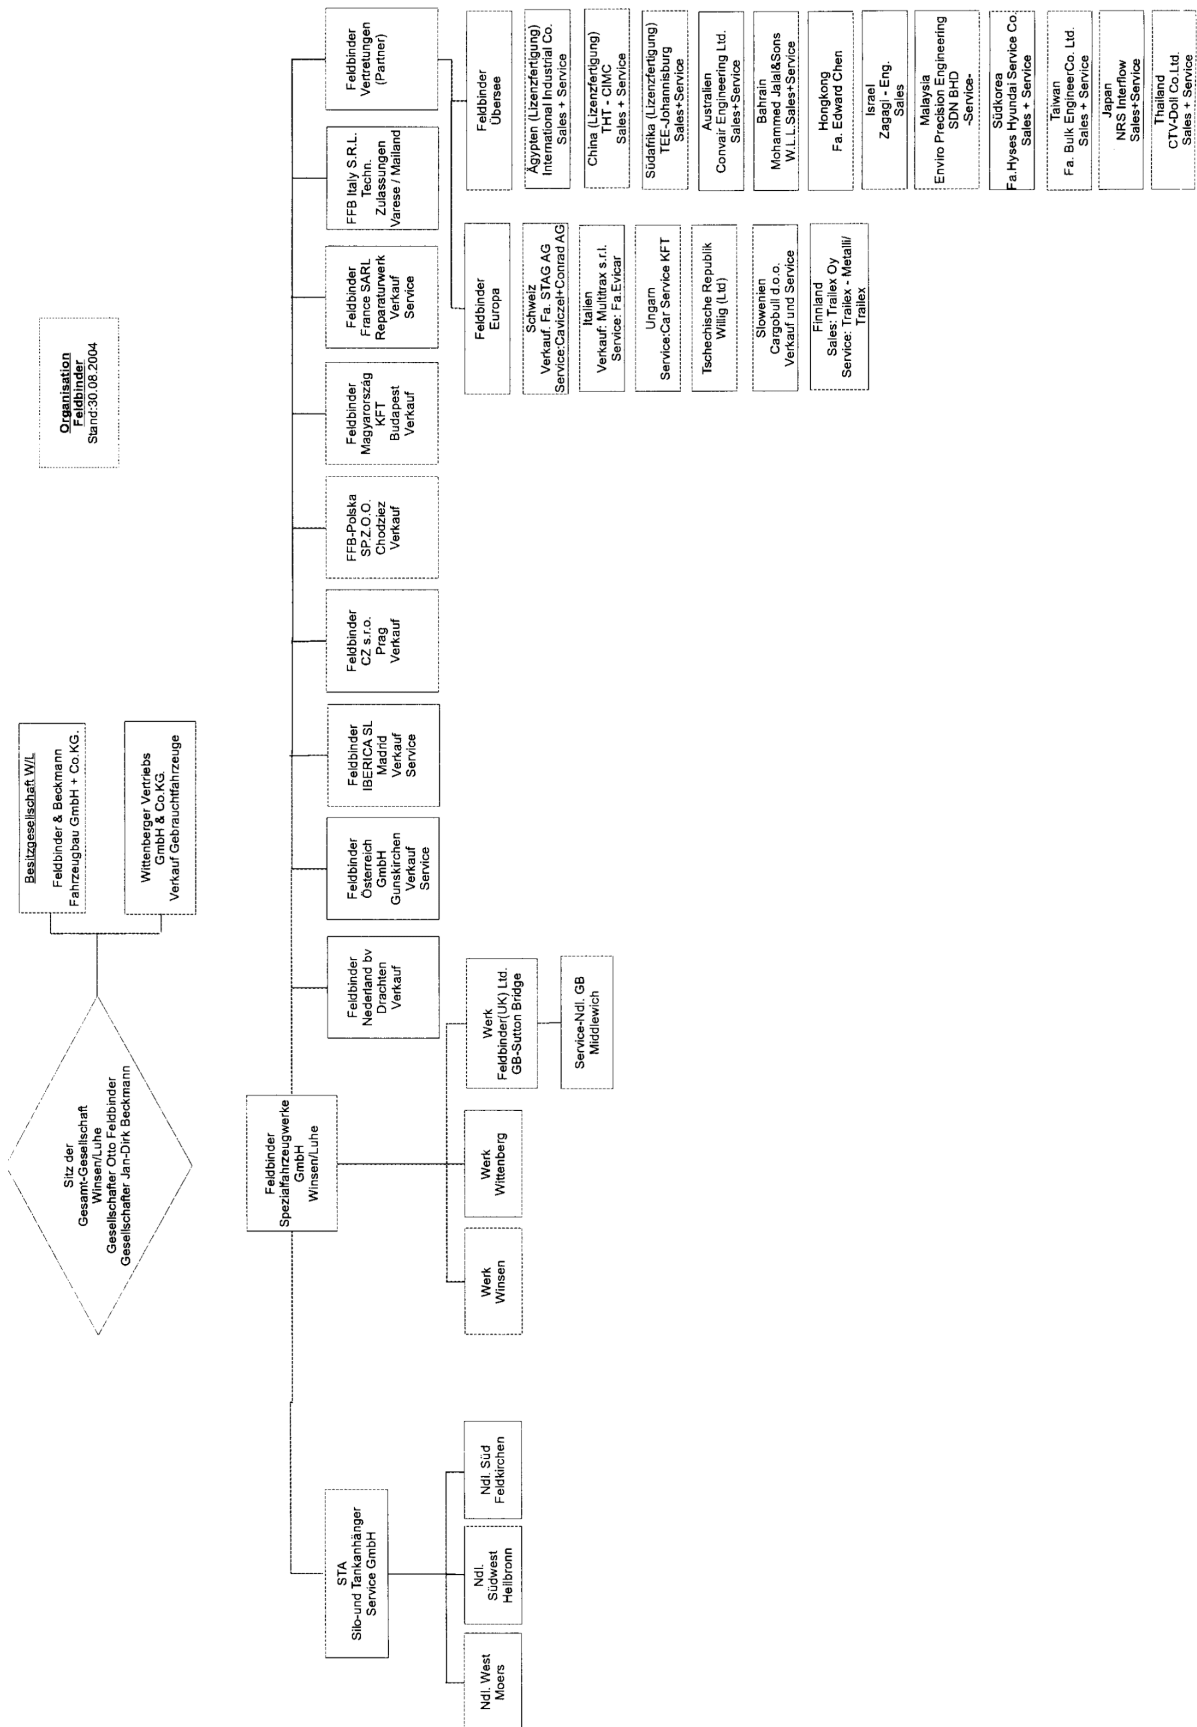 Organisation
Feldbinder
Stand:30.08.2004
Sitz der
Gesamt-Gesellschaft
Winsen/Luhe
Gesellschafter Otto Feldbinder
Gesellschafter Jan-Dirk Beckmann
Besitzgesellschaft W/L
Feldbinder & Beckmann
Fahrzeugbau GmbH + Co.KG.
Wittenberger Vertriebs
GmbH & Co.KG.
Verkauf Gebrauchtfahrzeuge
Feldbinder
Spezialfahrzeugwerke
GmbH
Winsen/Luhe
STA
Silo-und Tankanhänger
Service GmbH
Feldbinder
Nederland bv
Drachten
Verkauf
Feldbinder
Österreich
GmbH
Gunskirchen
Verkauf
Service
Feldbinder
IBERICA SL
Madrid
Verkauf
Service
Feldbinder
CZ s.r.o.
Prag
Verkauf
FFB-Polska
SP.Z.O.O.
Chodziez
Verkauf
Feldbinder
Magyarország
KFT
Budapest
Verkauf
Feldbinder
France SARL
Reparaturwerk
Verkauf
Service
FFB Italy S.R.L.
Techn.
Zulassungen
Varese / Mailand
Feldbinder
Vertretungen
(Partner)
Ndl. West
Moers
Ndl.
Südwest
Heilbronn
Ndl. Süd
Feldkirchen
Werk
Winsen
Werk
Wittenberg
Werk
Feldbinder(UK) Ltd.
GB-Sutton Bridge
Service-Ndl. GB
Middlewich
Feldbinder
Europa
Schweiz
Verkauf. Fa. STAG AG
Service:Caviczel+Conrad AG
Italien
Verkauf: Multitrax s.r.l.
Service: Fa.Evicar
Ungarn
Service:Car Service KFT
Tschechische Republik
Willig (Ltd)
Slowenien
Cargobull d.o.o.
Verkauf und Service
Finnland
Sales: Trailex Oy
Service: Trailex - Metalli/
Trailex
Feldbinder
Übersee
Ägypten (Lizenzfertigung)
International Industrial Co.
Sales + Service
China (Lizenzfertigung)
THT - CIMC
Sales + Service
Südafrika (Lizenzfertigung)
TEE-Johannisburg
Sales+Service
Australien
Convair Engineering Ltd.
Sales+Service
Bahrain
Mohammed Jalal&Sons
W.L.L.Sales+Service
Hongkong
Fa. Edward Chen
Israel
Zagagi - Eng.
Sales
Malaysia
Enviro Precision Engineering
SDN BHD
-Service-
Südkorea
Fa.Hyses Hyundai Service Co.
Sales + Service
Taiwan
Fa. Bulk EngineerCo. Ltd.
Sales + Service
Japan
NRS Interflow
Sales+Service
Thailand
CTV-Doll Co.Ltd.
Sales + Service